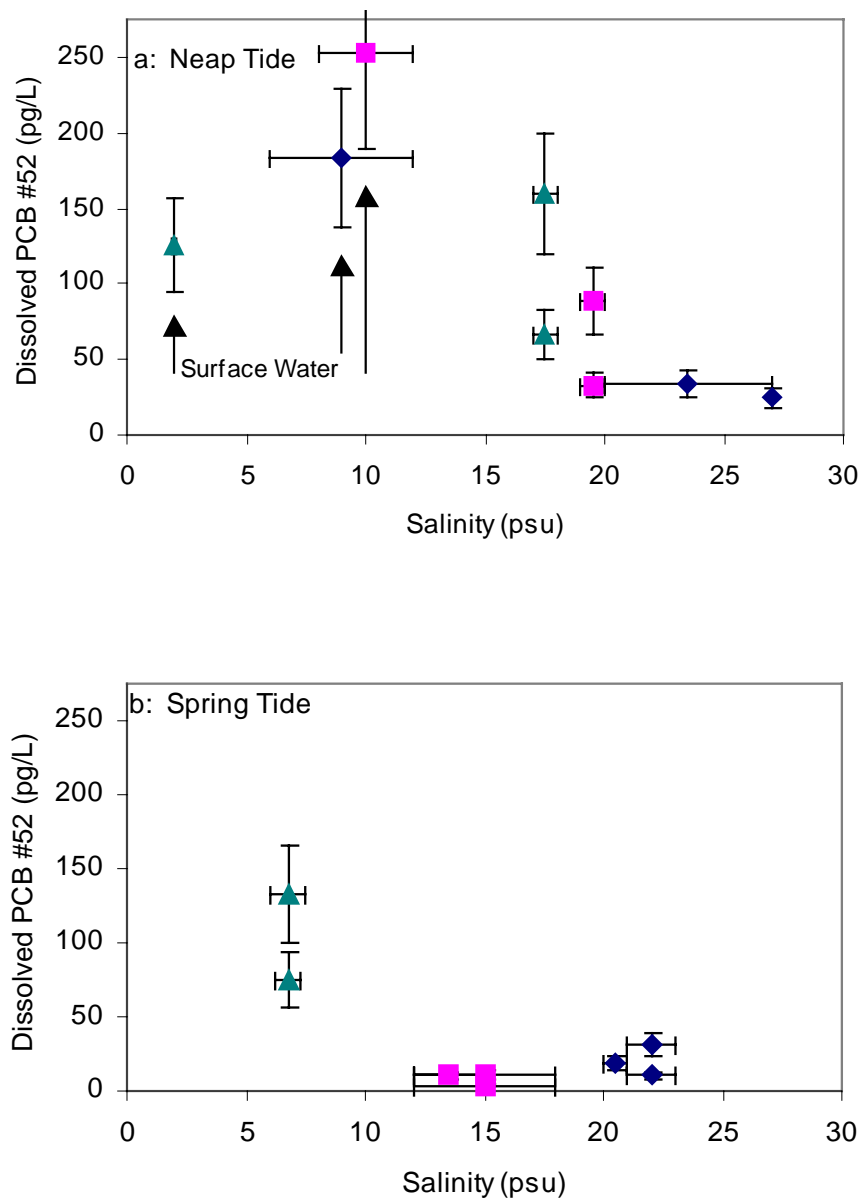 a: Neap Tide
Dissolved PCB #52 (pg/L)
250
200
150
100
50
0
Surface Water
0 5 10 15 20 25 30
Salinity (psu)
b: Spring Tide
Dissolved PCB #52 (pg/L)
250
200
150
100
50
0
0 5 10 15 20 25 30
Salinity (psu)